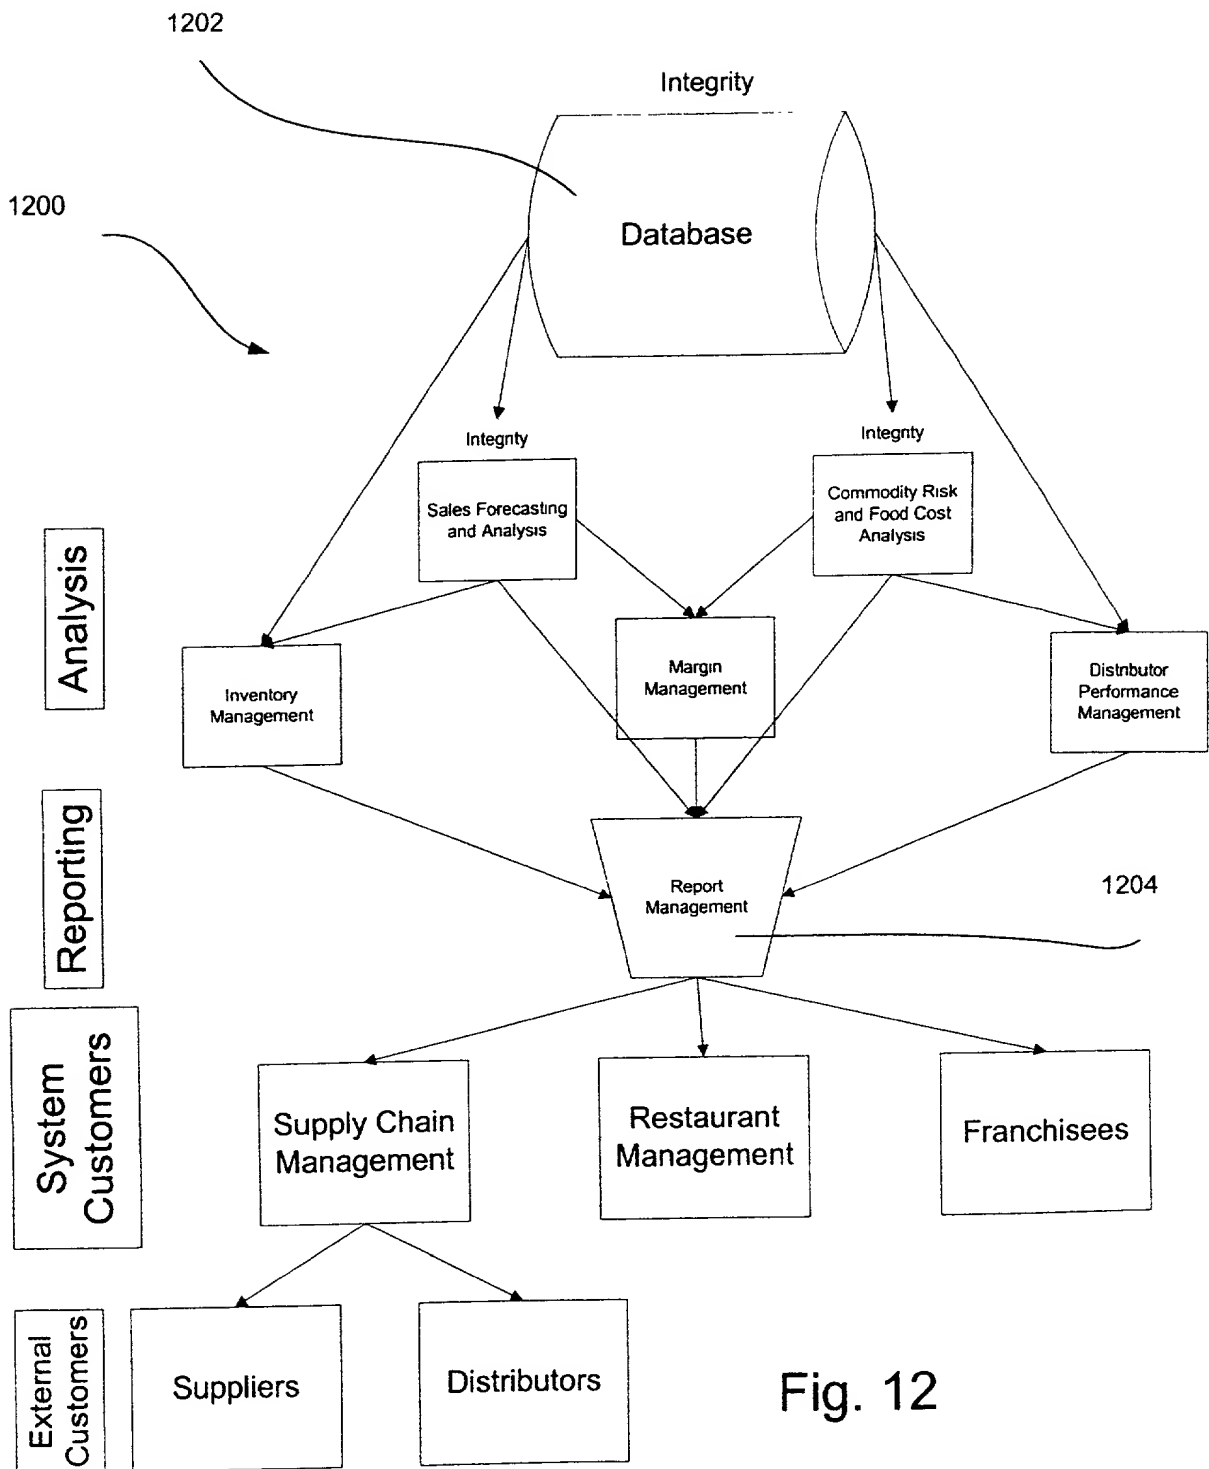 1202
Integrity
1200
Database
Integrity
Integrity
Sales Forecasting
and Analysis
Commodity Risk
and Food Cost
Analysis
Analysis
Inventory
Management
Margin
Management
Distributor
Performance
Management
Reporting
Report
Management
1204
System
Customers
Supply Chain
Management
Restaurant
Management
Franchisees
External
Customers
Suppliers
Distributors
Fig. 12